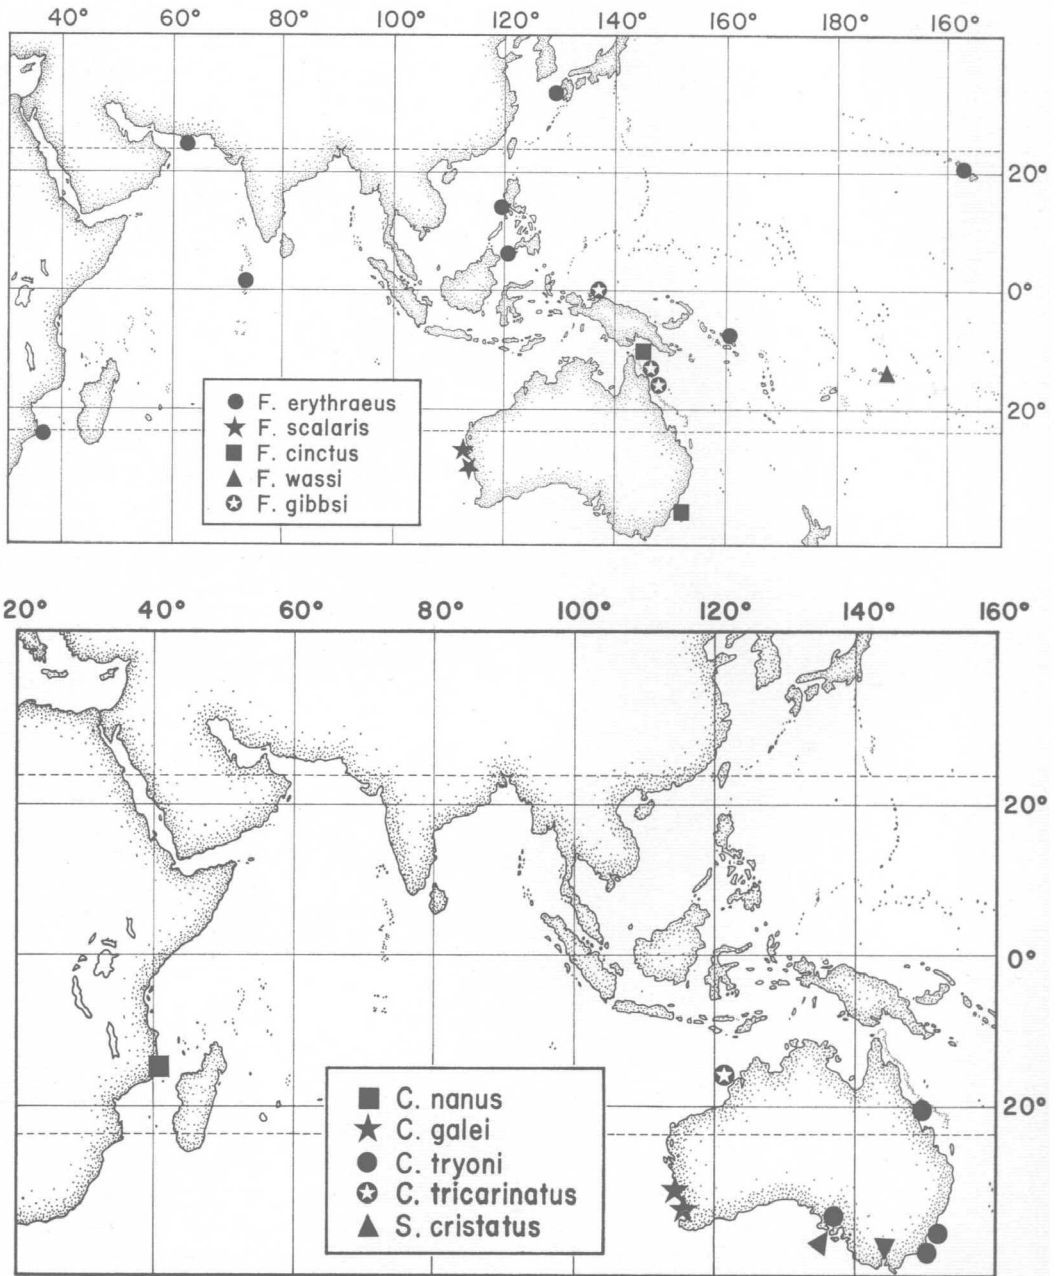 40° 60° 80° 100° 120° 140° 160° 180° 160°
20°
0°
20°
F. erythraeus
F. scalaris
F. cinctus
F. wassi
F. gibbsi
20° 40° 60° 80° 100° 120° 140° 160°
20°
0°
20°
C. nanus
C. galei
C. tryoni
C. tricarinatus
S. cristatus